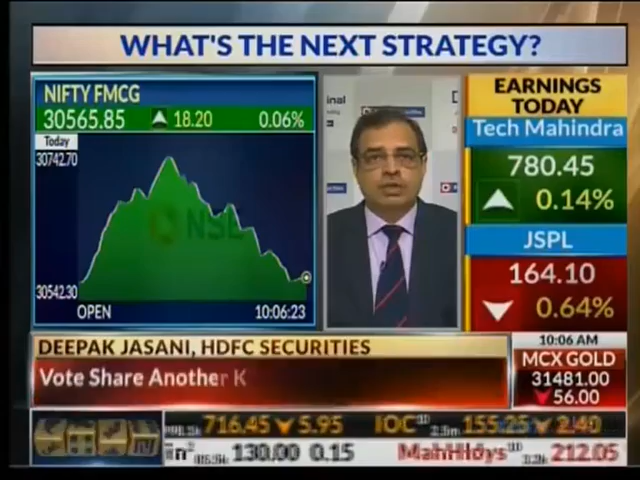 WHAT'S THE NEXT STRATEGY?
NIFTY FMCG
30565.85 18.20 0.06%
Today
30742.70
NSE
30542.30
OPEN 10:06:23
EARNINGS
TODAY
Tech Mahindra
780.45
0.14%
JSPL
164.10
0.64%
DEEPAK JASANI, HDFC SECURITIES
Vote Share Another K
10:06 AM
MCX GOLD
31481.00
56.00
716.45 5.95 IOC 155.25 2.40
130.00 0.15 MahHldys 212.05